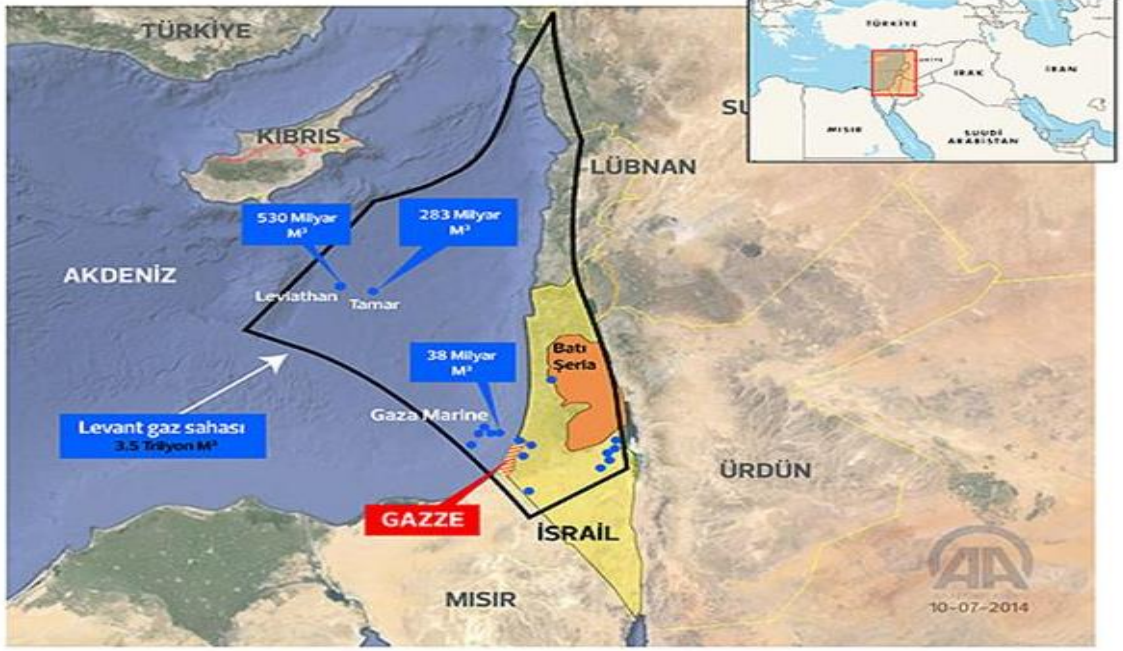 TÜRKİYE
TÜRKİYE
IRAK
İRAN
MISIR
SUUDİ
ARABİSTAN
SU
KIBRIS
LÜBNAN
530 Milyar
M³
283 Milyar
M³
AKDENİZ
Leviathan
Tamar
Batı
Şeria
38 Milyar
M³
Gaza Marine
Levant gaz sahası
3.5 Trilyon M³
ÜRDÜN
GAZZE
İSRAİL
MISIR
AA
10-07-2014